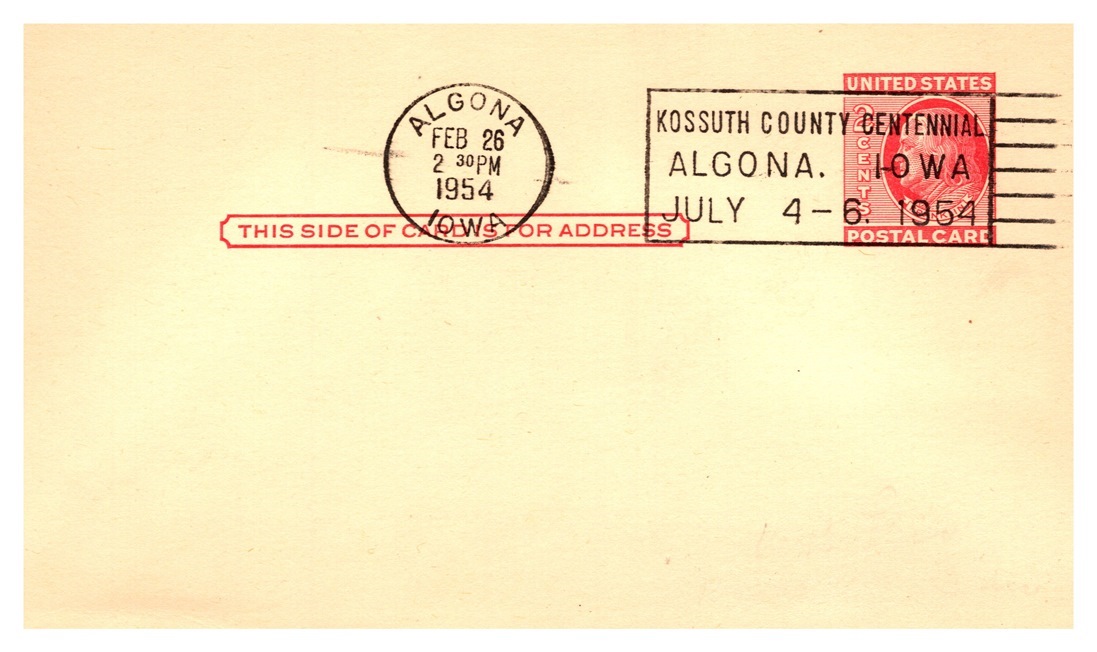 ALGONA
FEB 26
2 30 PM
1954
IOWA
KOSSUTH COUNTY CENTENNIAL
ALGONA. IOWA
JULY 4-6. 1954
UNITED STATES
2 CENTS
POSTAL CARD
THIS SIDE OF CARD IS FOR ADDRESS